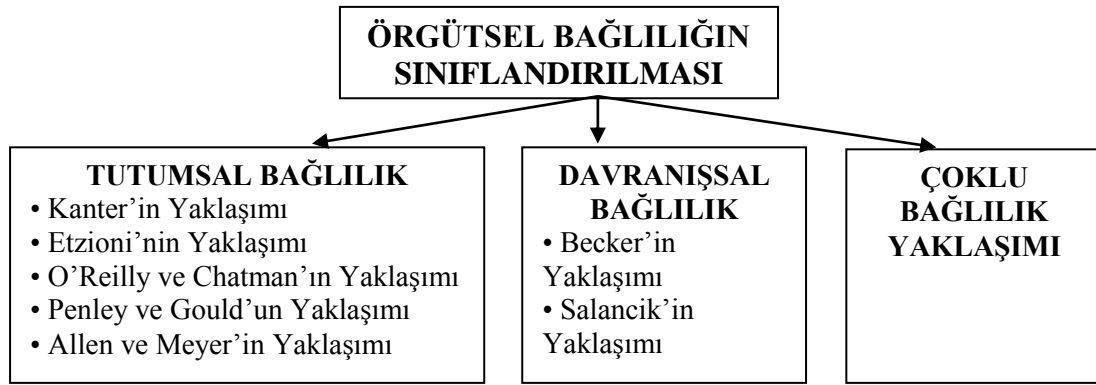 ÖRGÜTSEL BAĞLILIĞIN
SINIFLANDIRILMASI
TUTUMSAL BAĞLILIK
• Kanter’in Yaklaşımı
• Etzioni’nin Yaklaşımı
• O’Reilly ve Chatman’ın Yaklaşımı
• Penley ve Gould’un Yaklaşımı
• Allen ve Meyer’in Yaklaşımı
DAVRANIŞSAL
BAĞLILIK
• Becker’in
Yaklaşımı
• Salancik’in
Yaklaşımı
ÇOKLU
BAĞLILIK
YAKLAŞIMI